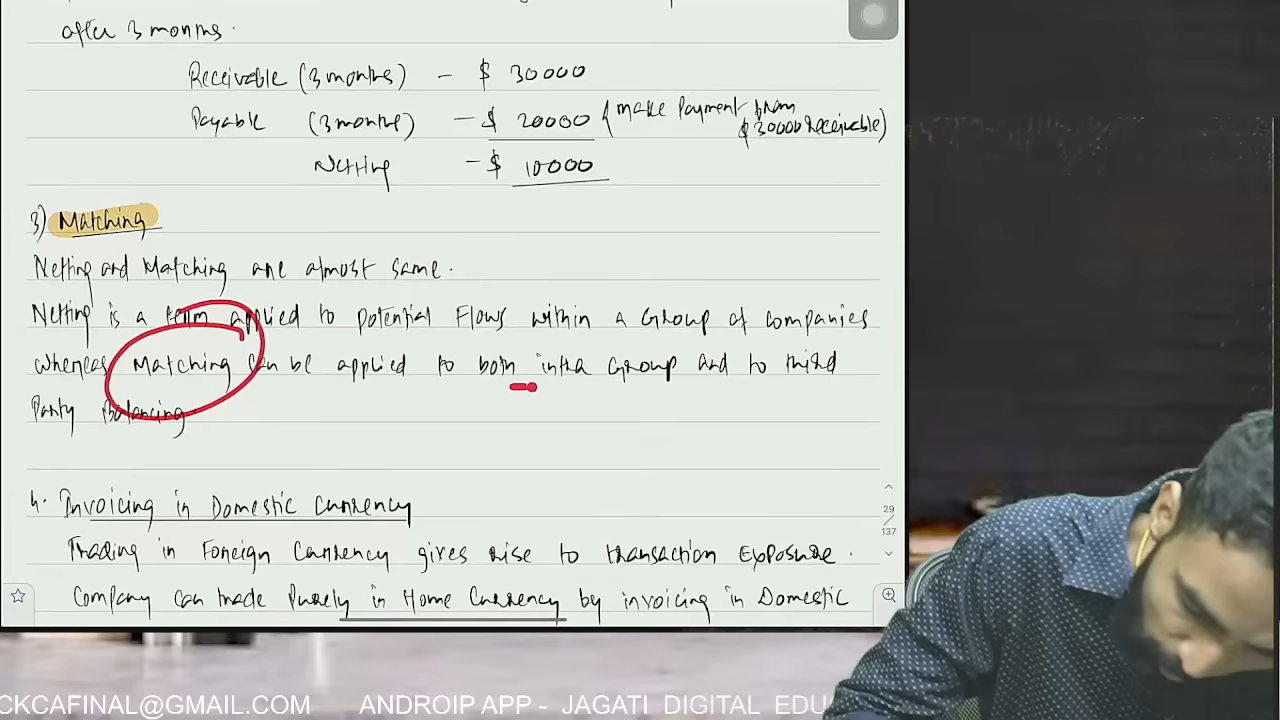 after 3 months.
Receivable (3 months) - $ 30000
Payable (3 months) - $ 20000 (make Payment from $ 30000 Receivable)
Netting - $ 10000
3) Matching
Netting and Matching are almost same.
Netting is a term applied to potential Flows within a Group of companies
whereas Matching can be applied to both intra Group and to third
Party Balancing
4. Invoicing in Domestic Currency
Trading in Foreign Currency gives rise to transaction Exposure.
Company can trade Purely in Home Currency by invoicing in Domestic
29
/
137
CKCAFINAL@GMAIL.COM ANDROIP APP - JAGATI DIGITAL EDU